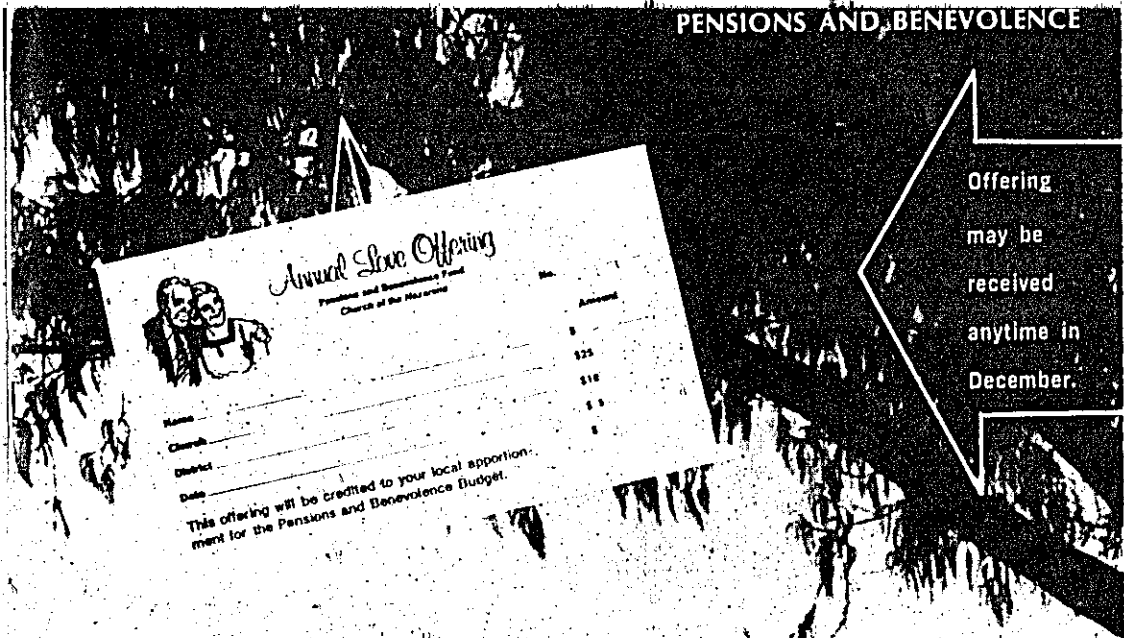 PENSIONS AND BENEVOLENCE
Offering
may be
received
anytime in
December.
Annual Love Offering
Pensions and Benevolence Fund
Church of the Nazarene
No.
Amount
Name
$
Church
$25
District
$10
Date
$ 5
$
This offering will be credited to your local apportion-
ment for the Pensions and Benevolence Budget.